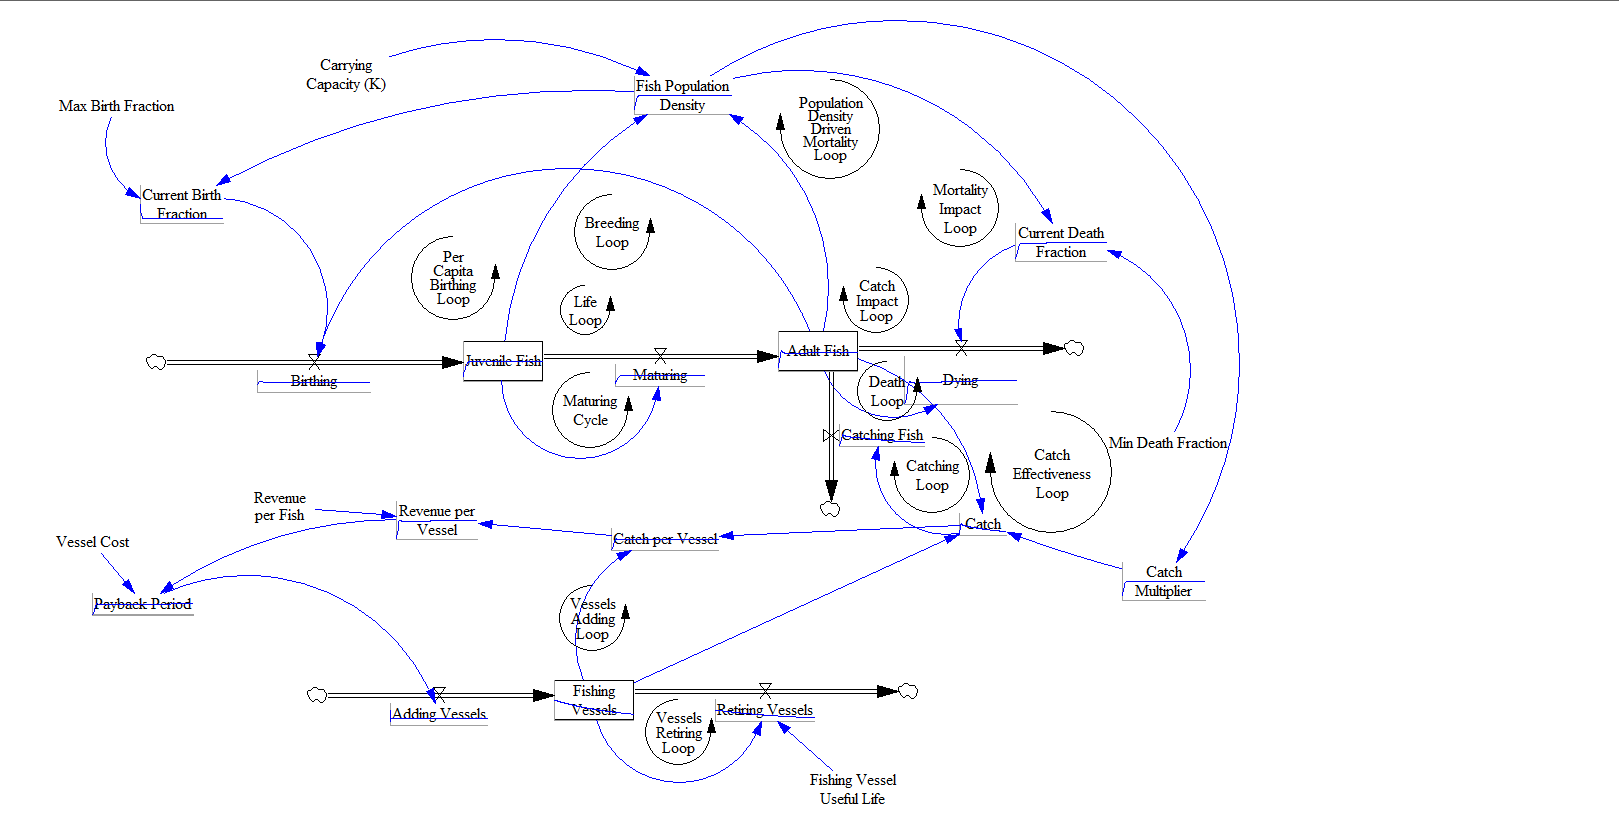 Carrying
Capacity (K)
Max Birth Fraction
Fish Population
Density
Population
Density
Driven
Mortality
Loop
Current Birth
Fraction
Mortality
Impact
Loop
Breeding
Loop
Current Death
Fraction
Per
Capita
Birthing
Loop
Life
Loop
Catch
Impact
Loop
Juvenile Fish
Adult Fish
Birthing
Maturing
Dying
Death
Loop
Maturing
Cycle
Catching Fish
Min Death Fraction
Catching
Loop
Catch
Effectiveness
Loop
Revenue
per Fish
Revenue per
Vessel
Catch
Vessel Cost
Catch per Vessel
Catch
Multiplier
Payback Period
Vessels
Adding
Loop
Fishing
Vessels
Adding Vessels
Retiring Vessels
Vessels
Retiring
Loop
Fishing Vessel
Useful Life